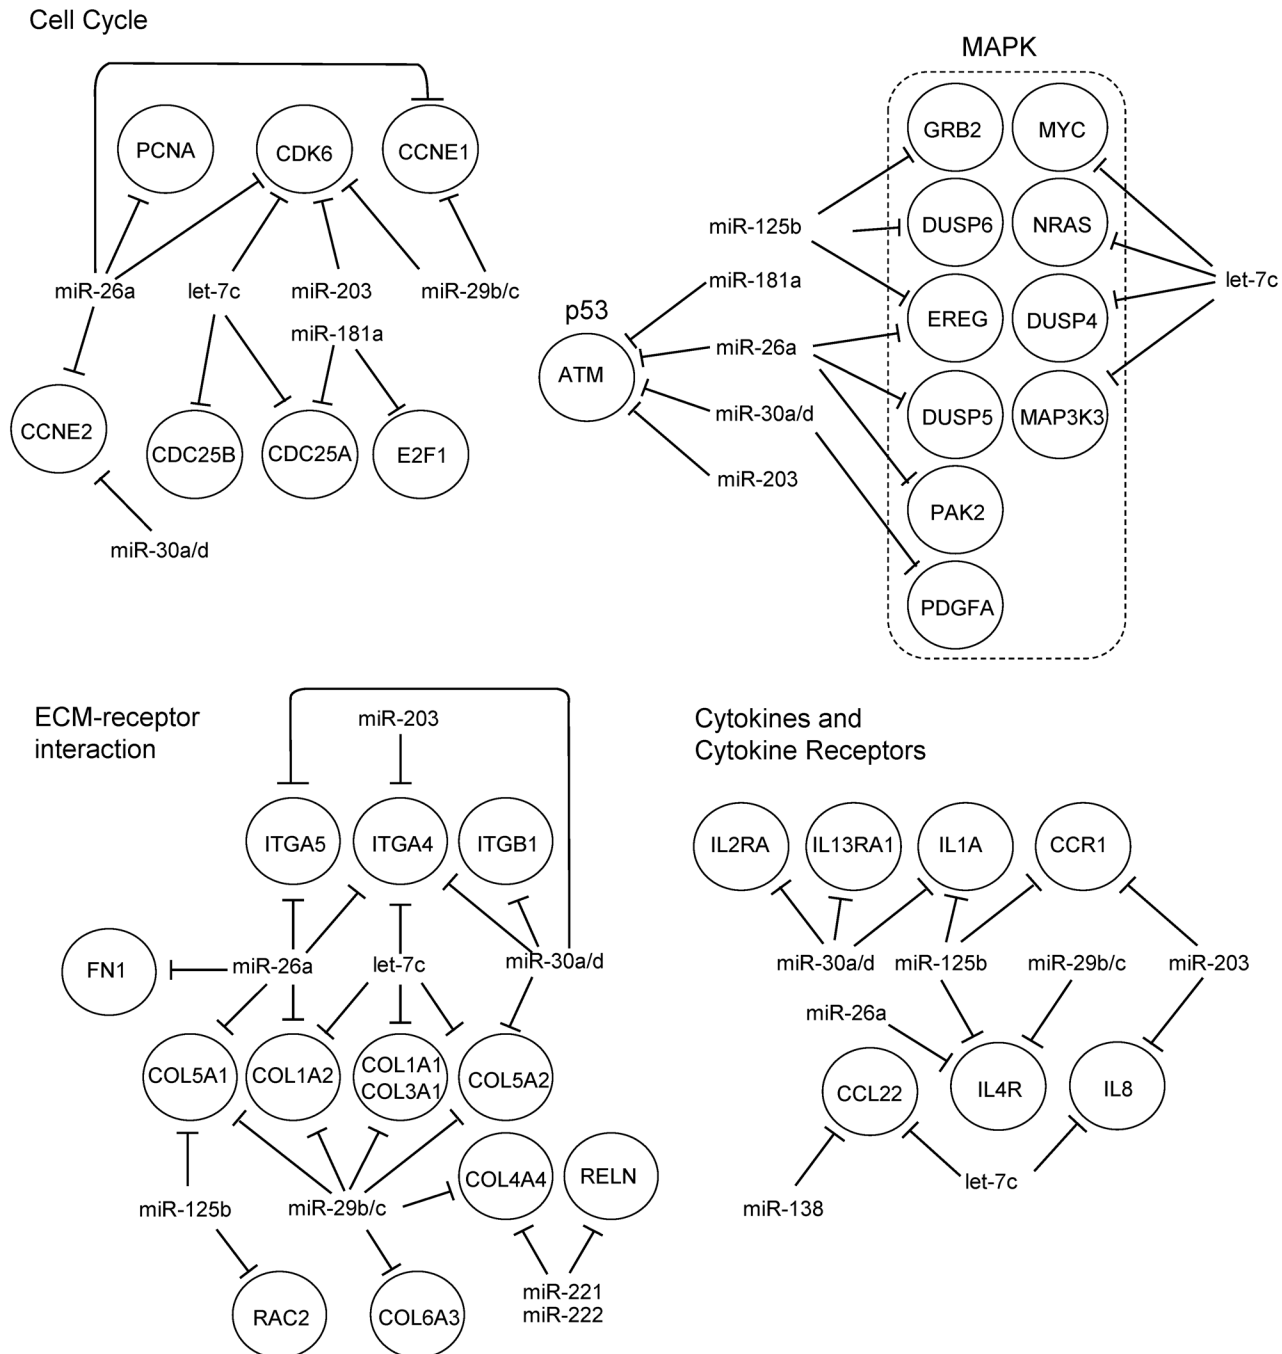 Cell Cycle
PCNA
CDK6
CCNE1
miR-26a
let-7c
miR-203
miR-29b/c
miR-181a
CCNE2
CDC25B
CDC25A
E2F1
miR-30a/d
MAPK
GRB2
MYC
miR-125b
DUSP6
NRAS
miR-181a
let-7c
p53
EREG
DUSP4
ATM
miR-26a
miR-30a/d
DUSP5
MAP3K3
miR-203
PAK2
PDGFA
ECM-receptor
interaction
miR-203
ITGA5
ITGA4
ITGB1
FN1
miR-26a
let-7c
miR-30a/d
COL5A1
COL1A2
COL1A1
COL3A1
COL5A2
COL4A4
RELN
miR-125b
miR-29b/c
miR-221
miR-222
RAC2
COL6A3
Cytokines and
Cytokine Receptors
IL2RA
IL13RA1
IL1A
CCR1
miR-30a/d
miR-125b
miR-29b/c
miR-203
miR-26a
CCL22
IL4R
IL8
let-7c
miR-138